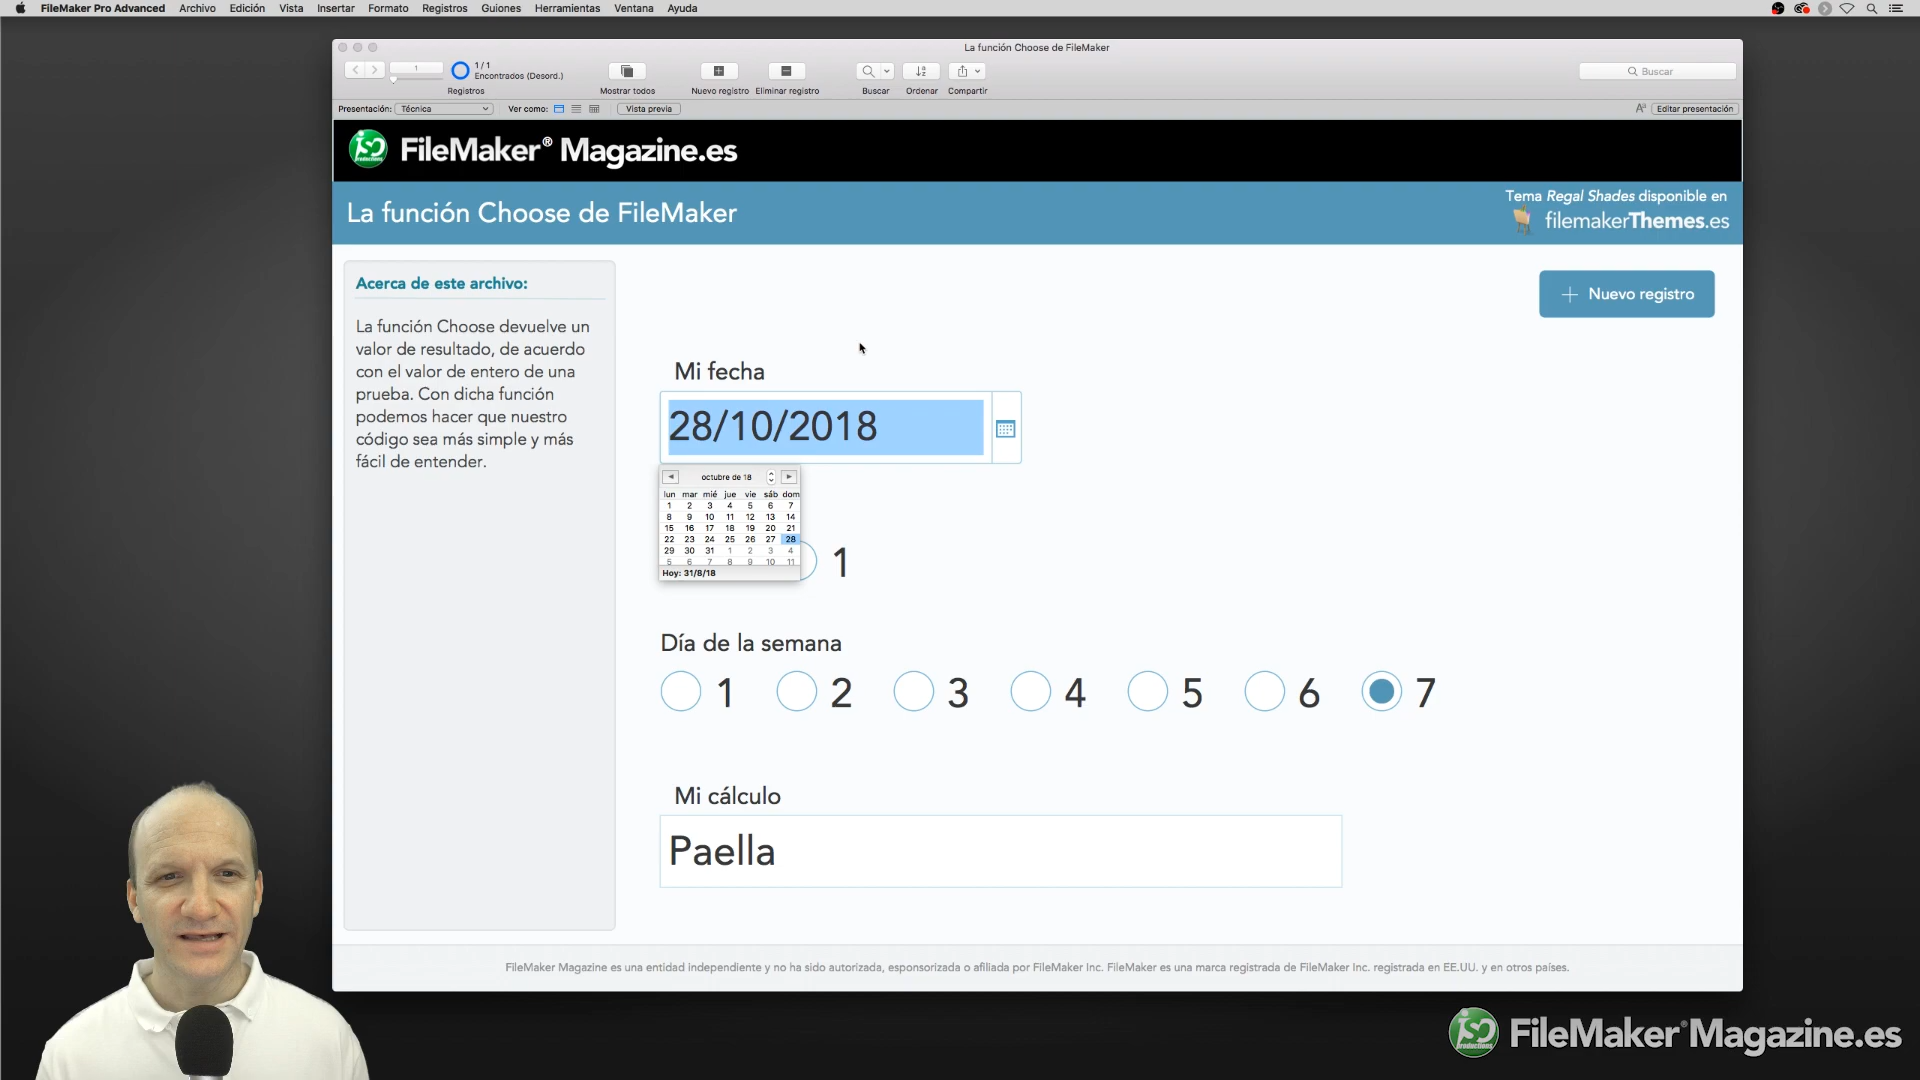 FileMaker Pro Advanced Archivo Edición Vista Insertar Formato Registros Guiones Herramientas Ventana Ayuda
La función Choose de FileMaker
1
1 / 1
Encontrados (Desord.)
Registros
Mostrar todos
Nuevo registro
Eliminar registro
Buscar
Ordenar
Compartir
Buscar
Presentación: Técnica
Ver como:
Vista previa
Editar presentación
FileMaker® Magazine.es
La función Choose de FileMaker
Tema Regal Shades disponible en
filemakerThemes.es
Acerca de este archivo:
La función Choose devuelve un
valor de resultado, de acuerdo
con el valor de entero de una
prueba. Con dicha función
podemos hacer que nuestro
código sea más simple y más
fácil de entender.
Nuevo registro
Mi fecha
28/10/2018
octubre de 18
lun mar mié jue vie sáb dom
1 2 3 4 5 6 7
8 9 10 11 12 13 14
15 16 17 18 19 20 21
22 23 24 25 26 27 28
29 30 31 1 2 3 4
5 6 7 8 9 10 11
Hoy: 31/8/18
1
Día de la semana
1 2 3 4 5 6 7
Mi cálculo
Paella
FileMaker Magazine es una entidad independiente y no ha sido autorizada, esponsorizada o afiliada por FileMaker Inc. FileMaker es una marca registrada de FileMaker Inc. registrada en EE.UU. y en otros países.
FileMaker® Magazine.es